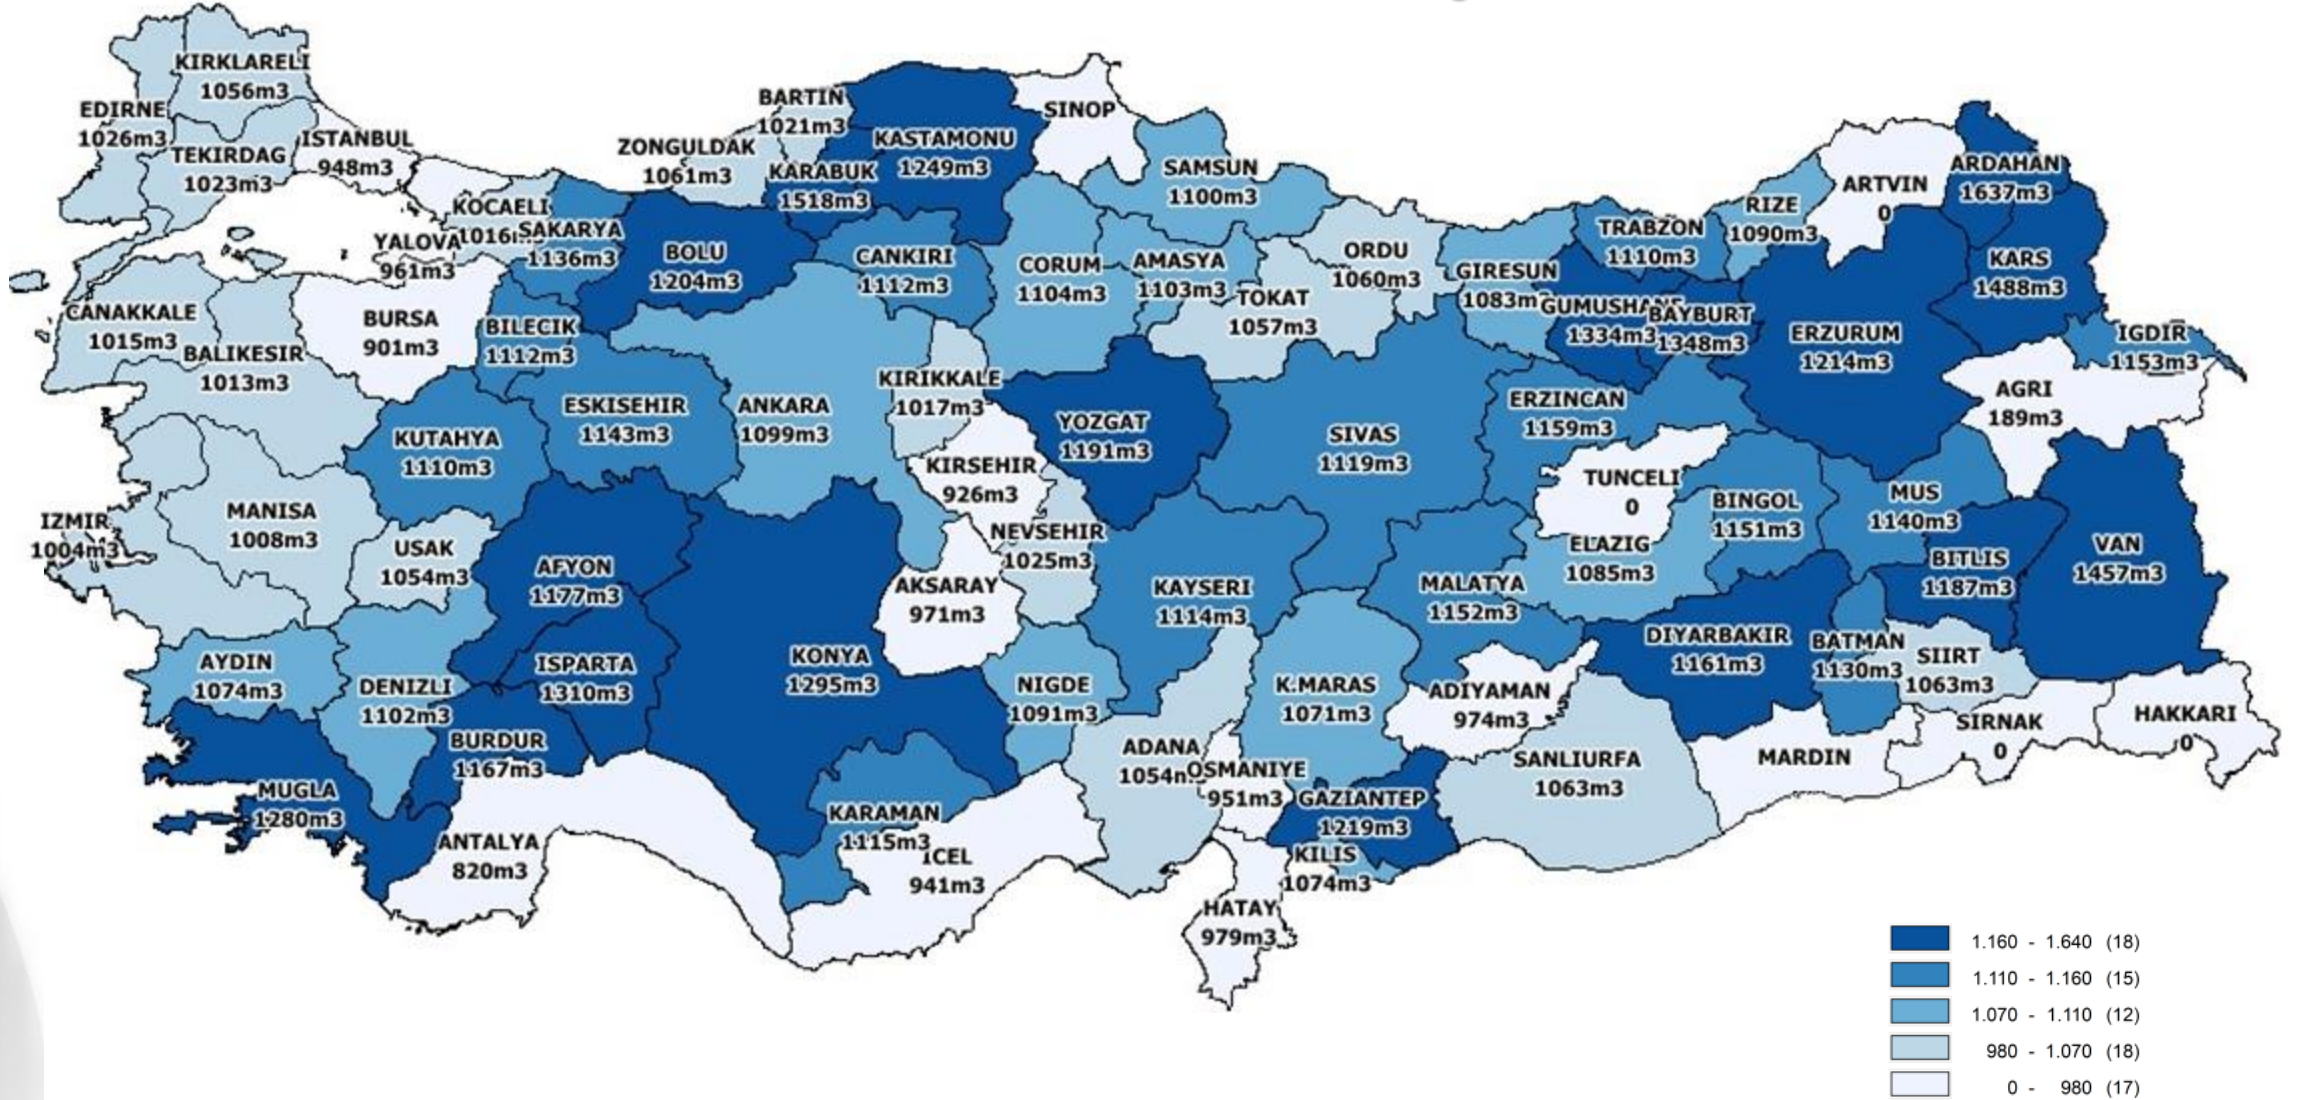 KIRKLARELI
1056m3
EDIRNE
1026m3
TEKIRDAG
1023m3
ISTANBUL
948m3
KOCAELI
YALOVA
961m3
SAKARYA
1136m3
ZONGULDAK
1061m3
BARTIN
1021m3
KARABUK
1518m3
KASTAMONU
1249m3
SINOP
SAMSUN
1100m3
BOLU
1204m3
CANKIRI
1112m3
CORUM
1104m3
AMASYA
1103m3
TOKAT
1057m3
ORDU
1060m3
GIRESUN
TRABZON
1110m3
RIZE
1090m3
ARTVIN
0
ARDAHAN
1637m3
KARS
1488m3
IGDIR
1153m3
1334m3
BAYBURT
1348m3
ERZURUM
1214m3
AGRI
189m3
CANAKKALE
1015m3
BALIKESIR
1013m3
BURSA
901m3
BILECIK
1112m3
ESKISEHIR
1143m3
KUTAHYA
1110m3
ANKARA
1099m3
KIRIKKALE
1017m3
KIRSEHIR
926m3
YOZGAT
1191m3
SIVAS
1119m3
ERZINCAN
1159m3
TUNCELI
0
BINGOL
1151m3
MUS
1140m3
BITLIS
1187m3
VAN
1457m3
IZMIR
1004m3
MANISA
1008m3
USAK
1054m3
AFYON
1177m3
ISPARTA
1310m3
KONYA
1295m3
AKSARAY
971m3
NEVSEHIR
1025m3
KAYSERI
1114m3
MALATYA
1152m3
ELAZIG
1085m3
DIYARBAKIR
1161m3
BATMAN
1130m3
SIIRT
1063m3
AYDIN
1074m3
DENIZLI
1102m3
BURDUR
1167m3
MUGLA
1280m3
ANTALYA
820m3
KARAMAN
1115m3
ICEL
941m3
NIGDE
1091m3
ADANA
OSMANIYE
951m3
K.MARAS
1071m3
ADIYAMAN
974m3
GAZIANTEP
1219m3
KILIS
1074m3
HATAY
979m3
SANLIURFA
1063m3
MARDIN
SIRNAK
0
HAKKARI
0
1.160 - 1.640 (18)
1.110 - 1.160 (15)
1.070 - 1.110 (12)
980 - 1.070 (18)
0 - 980 (17)